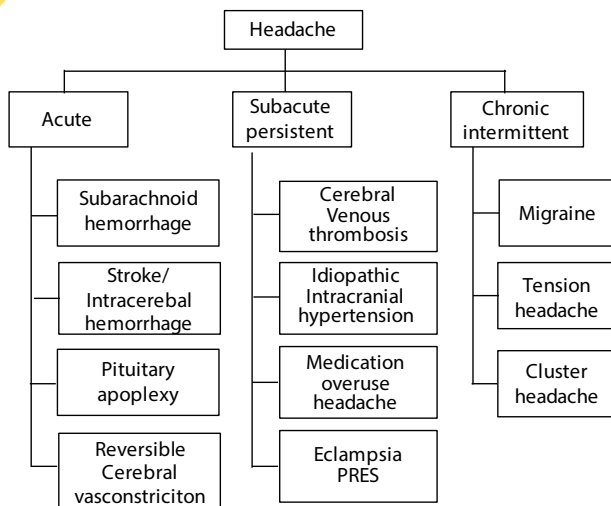 Headache
Acute
Subarachnoid
hemorrhage
Stroke/
Intracerebal
hemorrhage
Pituitary
apoplexy
Reversible
Cerebral
vasconstriciton
Subacute
persistent
Cerebral
Venous
thrombosis
Idiopathic
Intracranial
hypertension
Medication
overuse
headache
Eclampsia
PRES
Chronic
intermittent
Migraine
Tension
headache
Cluster
headache